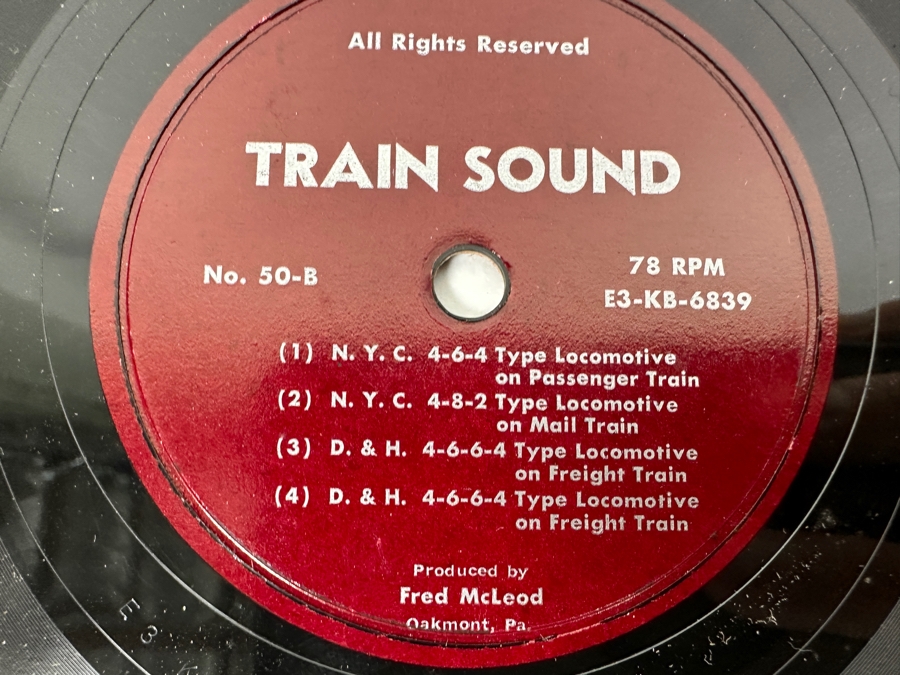 All Rights Reserved
TRAIN SOUND
No. 50-B
78 RPM
E3-KB-6839
(1) N. Y. C. 4-6-4 Type Locomotive
on Passenger Train
(2) N. Y. C. 4-8-2 Type Locomotive
on Mail Train
(3) D. & H. 4-6-6-4 Type Locomotive
on Freight Train
(4) D. & H. 4-6-6-4 Type Locomotive
on Freight Train
Produced by
Fred McLeod
Oakmont, Pa.
E 3 K